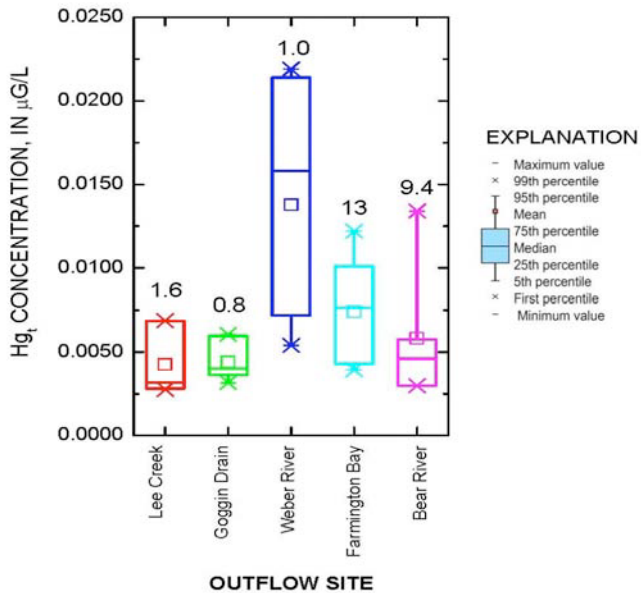 0.0250
0.0200
0.0150
0.0100
0.0050
0.0000
Hgt CONCENTRATION, IN µG/L
1.6
0.8
1.0
13
9.4
Lee Creek
Goggin Drain
Weber River
Farmington Bay
Bear River
OUTFLOW SITE
EXPLANATION
Maximum value
99th percentile
95th percentile
Mean
75th percentile
Median
25th percentile
5th percentile
First percentile
Minimum value